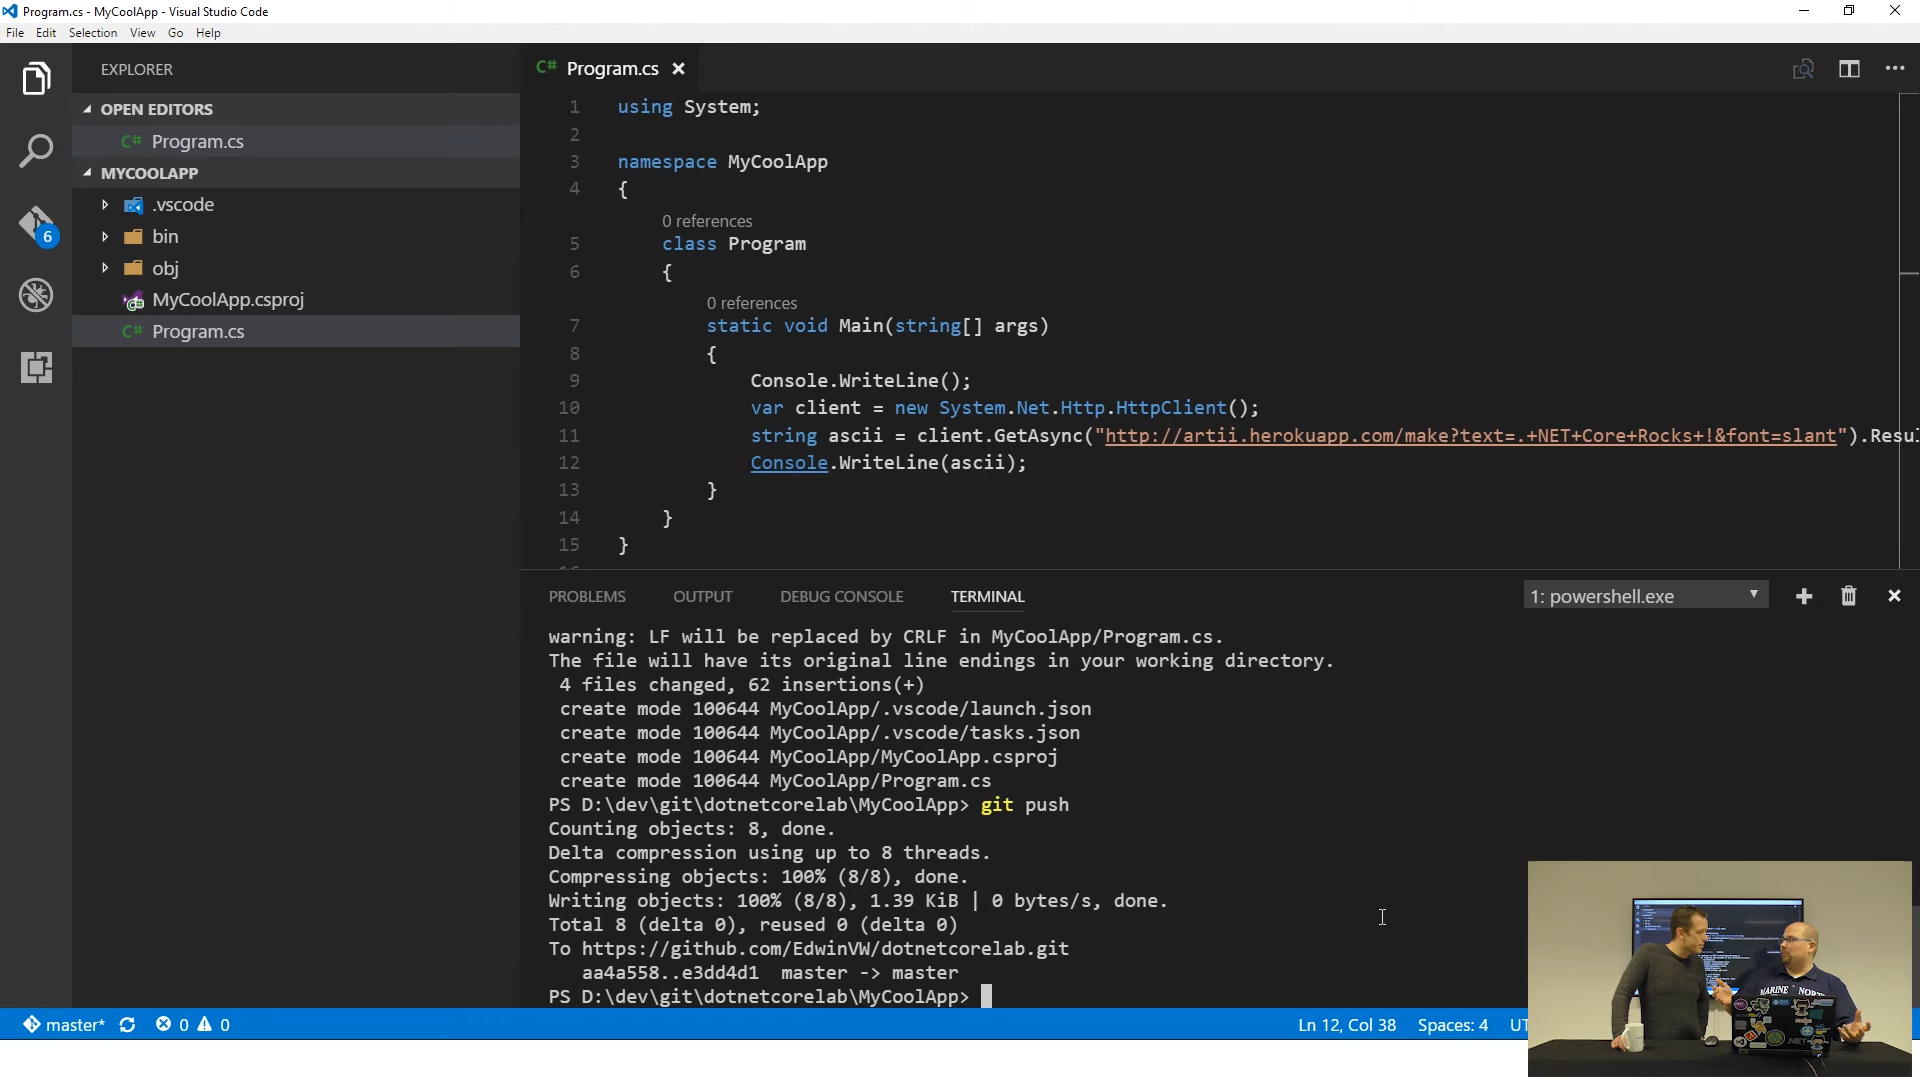 Program.cs - MyCoolApp - Visual Studio Code
File Edit Selection View Go Help
EXPLORER
OPEN EDITORS
C# Program.cs
MYCOOLAPP
.vscode
bin
obj
MyCoolApp.csproj
C# Program.cs
6
C# Program.cs
1 using System;
2
3 namespace MyCoolApp
4 {
0 references
5 class Program
6 {
0 references
7 static void Main(string[] args)
8 {
9 Console.WriteLine();
10 var client = new System.Net.Http.HttpClient();
11 string ascii = client.GetAsync("http://artii.herokuapp.com/make?text=.+NET+Core+Rocks+!&font=slant").Resu
12 Console.WriteLine(ascii);
13 }
14 }
15 }
PROBLEMS OUTPUT DEBUG CONSOLE TERMINAL 1: powershell.exe
warning: LF will be replaced by CRLF in MyCoolApp/Program.cs.
The file will have its original line endings in your working directory.
4 files changed, 62 insertions(+)
create mode 100644 MyCoolApp/.vscode/launch.json
create mode 100644 MyCoolApp/.vscode/tasks.json
create mode 100644 MyCoolApp/MyCoolApp.csproj
create mode 100644 MyCoolApp/Program.cs
PS D:\dev\git\dotnetcorelab\MyCoolApp> git push
Counting objects: 8, done.
Delta compression using up to 8 threads.
Compressing objects: 100% (8/8), done.
Writing objects: 100% (8/8), 1.39 KiB | 0 bytes/s, done.
Total 8 (delta 0), reused 0 (delta 0)
To https://github.com/EdwinVW/dotnetcorelab.git
aa4a558..e3dd4d1 master -> master
PS D:\dev\git\dotnetcorelab\MyCoolApp>
master* 0 0 Ln 12, Col 38 Spaces: 4 UT
MARINE NORT
.NET